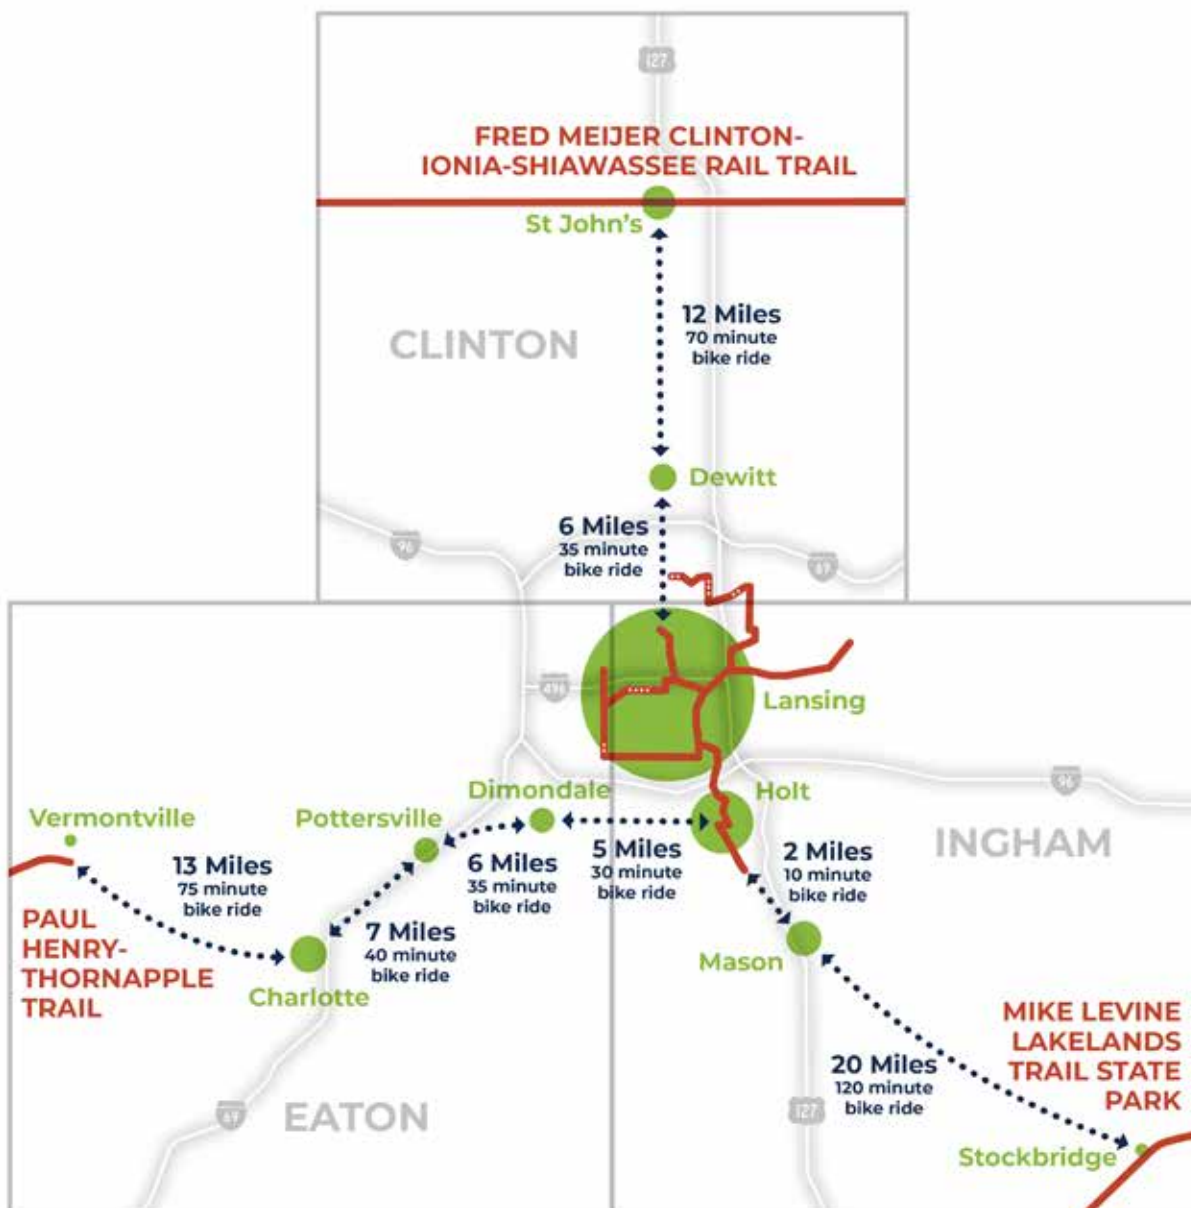 127
FRED MEIJER CLINTON-
IONIA-SHIAWASSEE RAIL TRAIL
St John's
12 Miles
70 minute
bike ride
CLINTON
Dewitt
6 Miles
35 minute
bike ride
96
69
496
Lansing
Dimondale
Holt
Vermontville
Pottersville
96
INGHAM
13 Miles
75 minute
bike ride
6 Miles
35 minute
bike ride
5 Miles
30 minute
bike ride
2 Miles
10 minute
bike ride
PAUL
HENRY-
THORNAPPLE
TRAIL
7 Miles
40 minute
bike ride
Charlotte
Mason
MIKE LEVINE
LAKELANDS
TRAIL STATE
PARK
20 Miles
120 minute
bike ride
69
EATON
127
Stockbridge